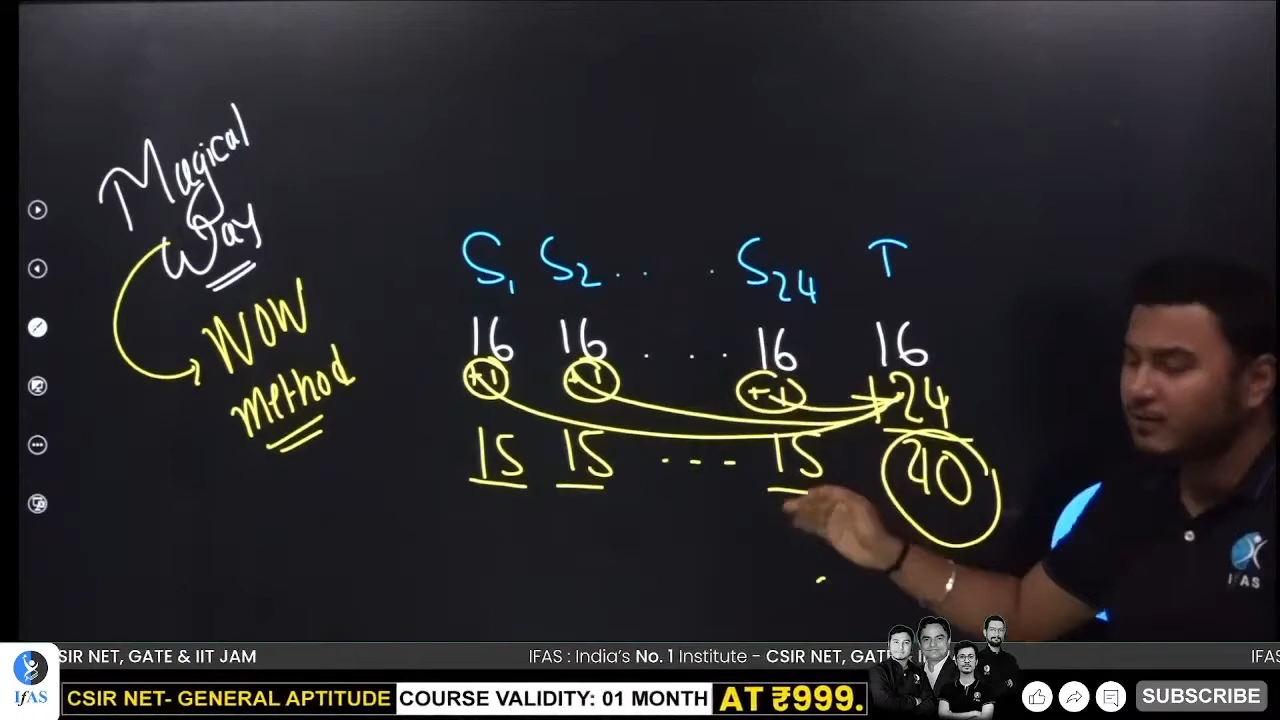 Magical
Way
WOW
method
S1 S2 .. . S24 T
16 16 . . . 16 16
+1 +1 +1 +24
15 15 - - - 15 40
IFAS
SIR NET, GATE & IIT JAM
IFAS : India's No. 1 Institute - CSIR NET, GATE
IFAS
IFAS
CSIR NET- GENERAL APTITUDE COURSE VALIDITY: 01 MONTH AT ₹999.
SUBSCRIBE